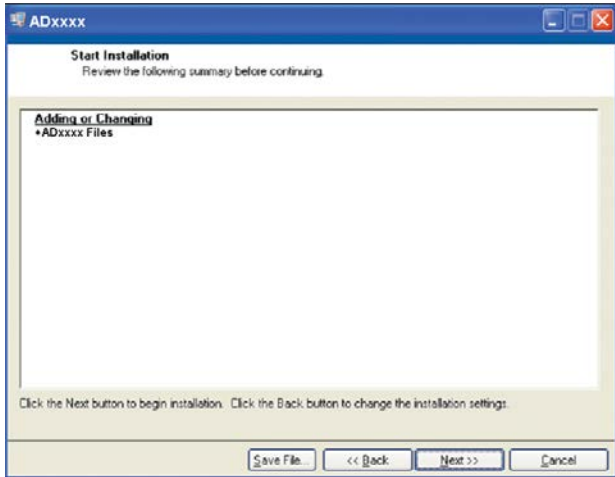 ADxxxx
Start Installation
Review the following summary before continuing.
Adding or Changing
•ADxxxx Files
Click the Next button to begin installation. Click the Back button to change the installation settings.
Save File... << Back Next >> Cancel